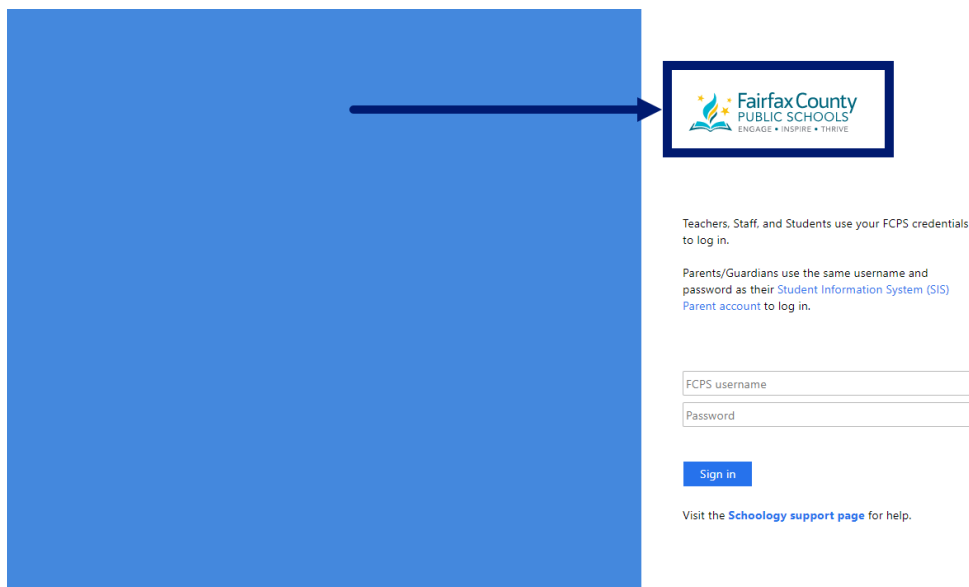 Fairfax County
PUBLIC SCHOOLS
ENGAGE • INSPIRE • THRIVE
Teachers, Staff, and Students use your FCPS credentials
to log in.
Parents/Guardians use the same username and
password as their Student Information System (SIS)
Parent account to log in.
FCPS username
Password
Sign in
Visit the Schoology support page for help.